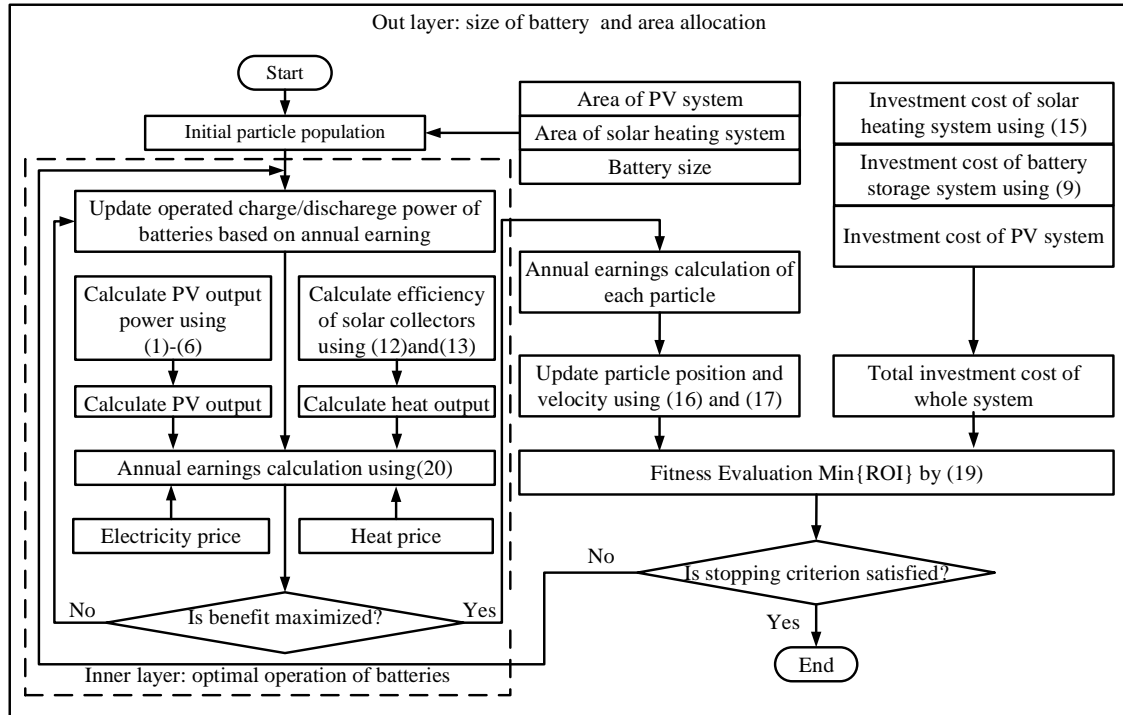 Out layer: size of battery and area allocation
Start
Initial particle population
Area of PV system
Area of solar heating system
Battery size
Investment cost of solar
heating system using (15)
Investment cost of battery
storage system using (9)
Investment cost of PV system
Update operated charge/discharege power of
batteries based on annual earning
Calculate PV output
power using
(1)-(6)
Calculate efficiency
of solar collectors
using (12)and(13)
Calculate PV output
Calculate heat output
Annual earnings calculation using(20)
Electricity price
Heat price
Is benefit maximized?
No
Yes
Inner layer: optimal operation of batteries
Annual earnings calculation of
each particle
Update particle position and
velocity using (16) and (17)
Total investment cost of
whole system
Fitness Evaluation Min{ROI} by (19)
Is stopping criterion satisfied?
No
Yes
End